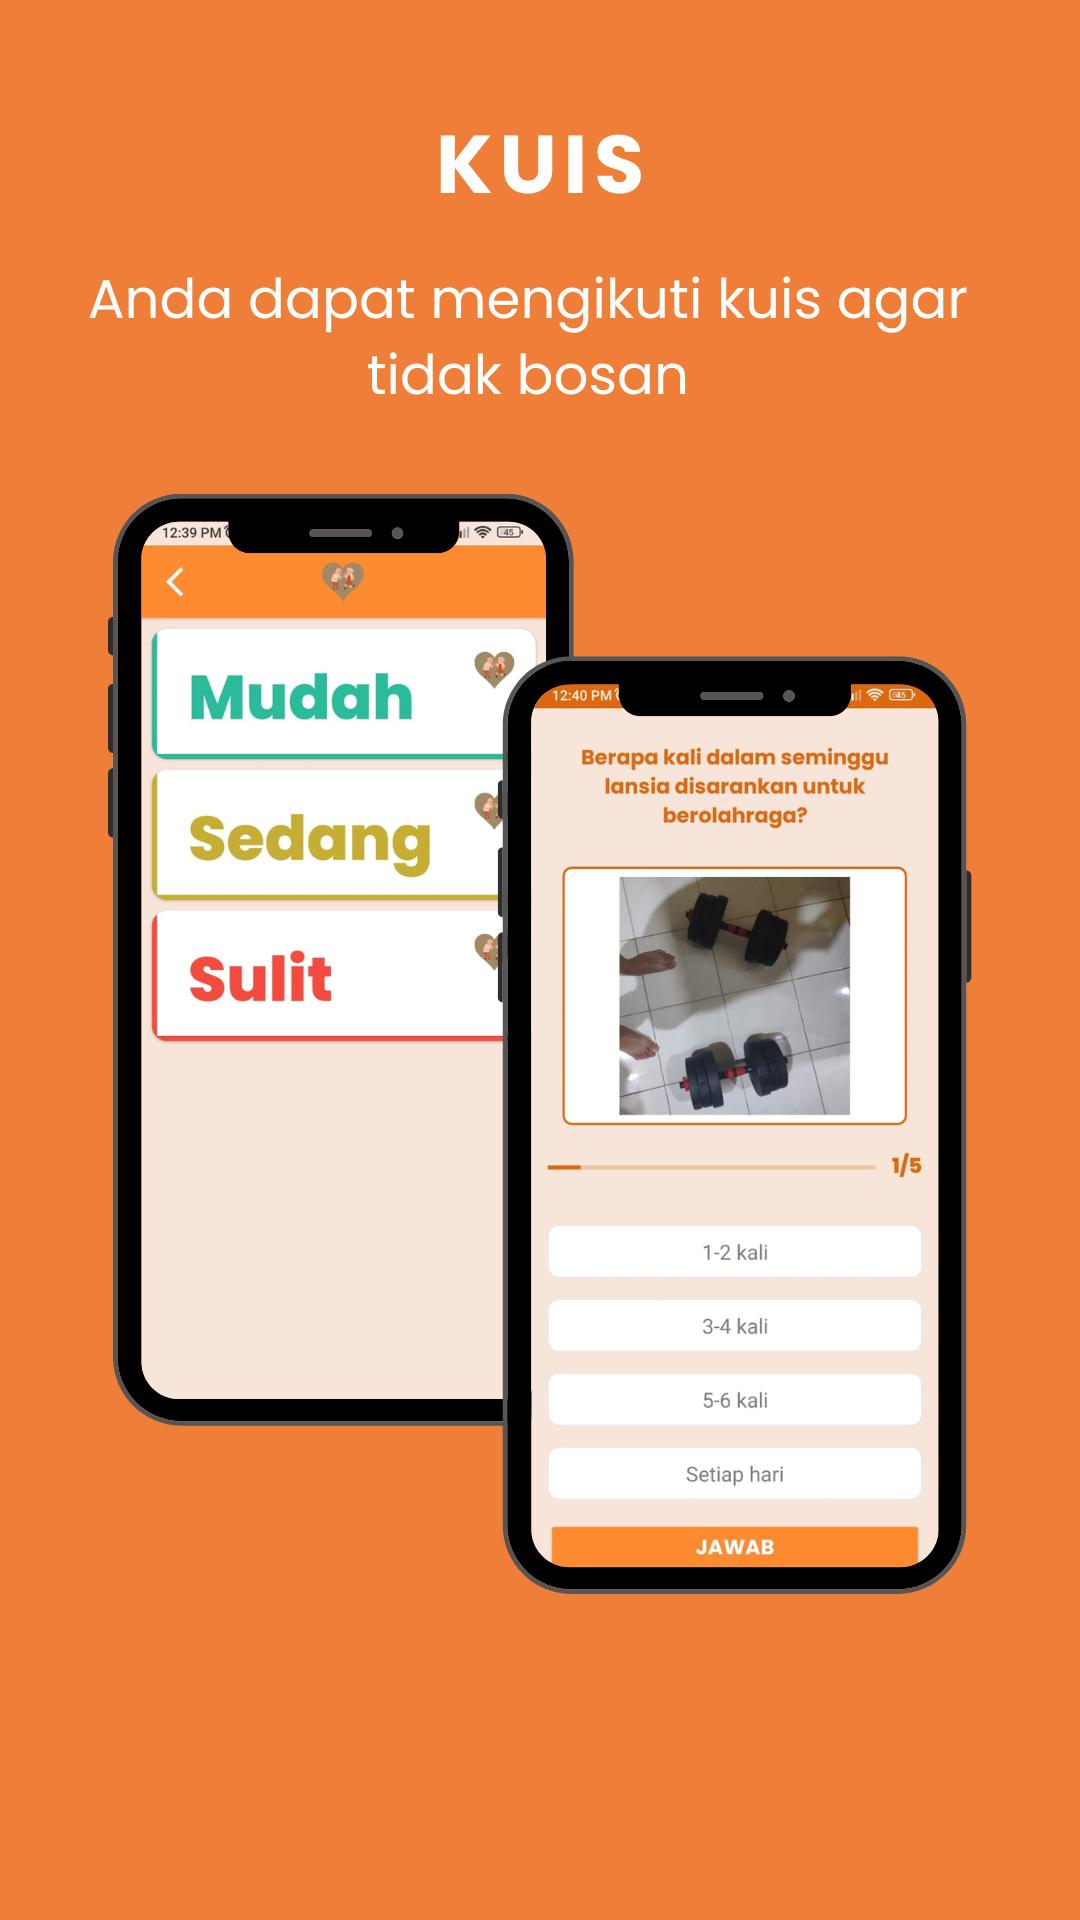 KUIS
Anda dapat mengikuti kuis agar
tidak bosan
12:39 PM
45
Mudah
Sedang
Sulit
12:40 PM
45
Berapa kali dalam seminggu
lansia disarankan untuk
berolahraga?
1/5
1-2 kali
3-4 kali
5-6 kali
Setiap hari
JAWAB